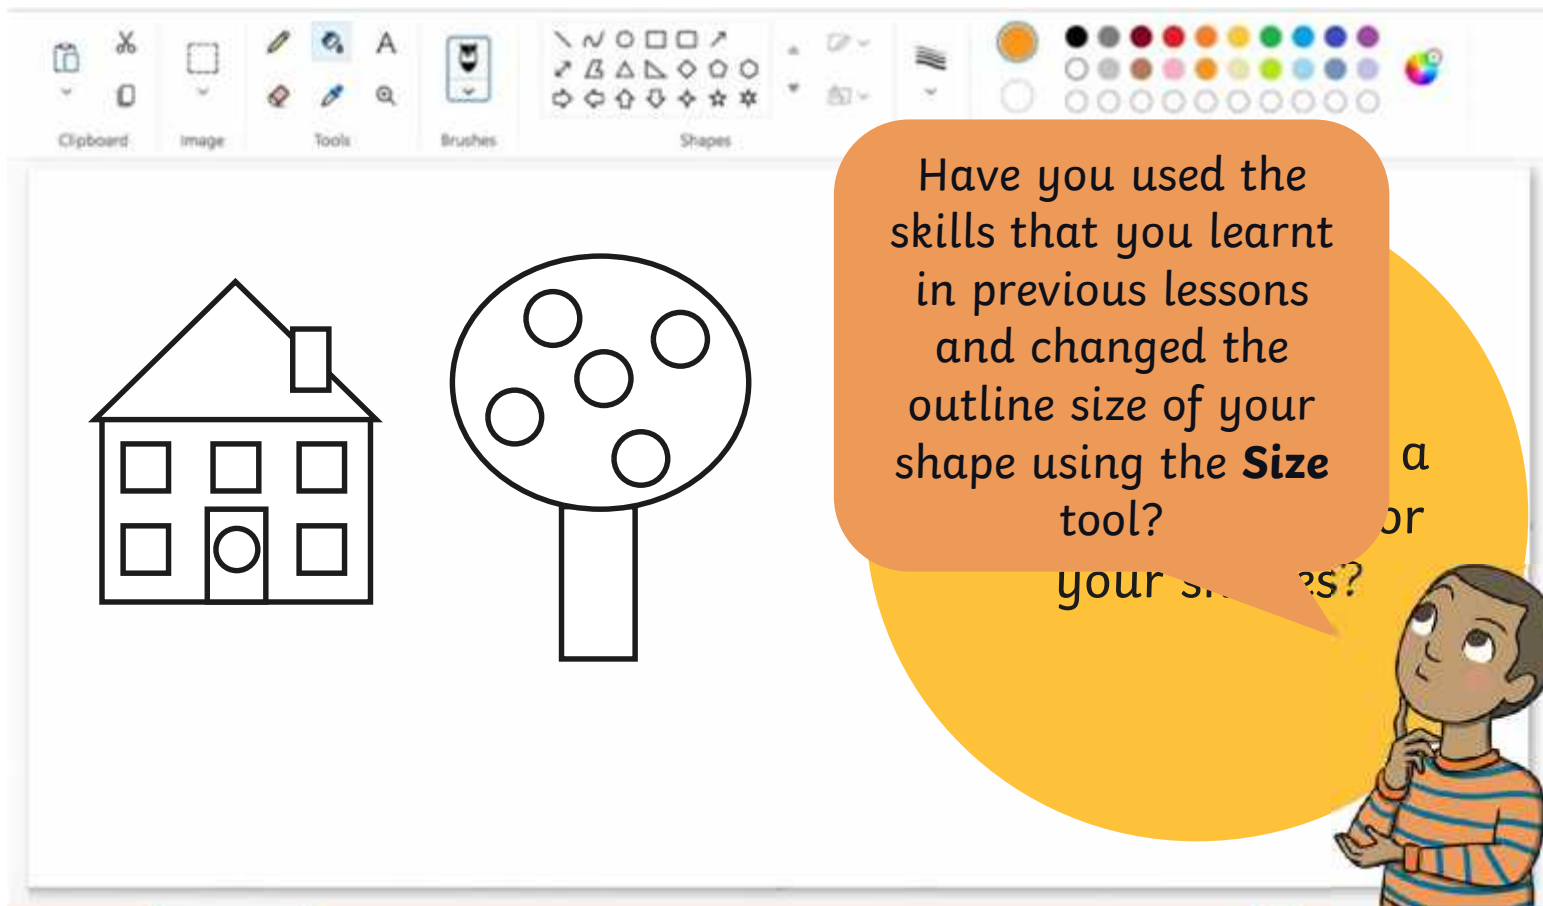 Clipboard
Image
Tools
Brushes
Shapes
A
Have you used the
skills that you learnt
in previous lessons
and changed the
outline size of your
shape using the Size
tool?
a
or
your